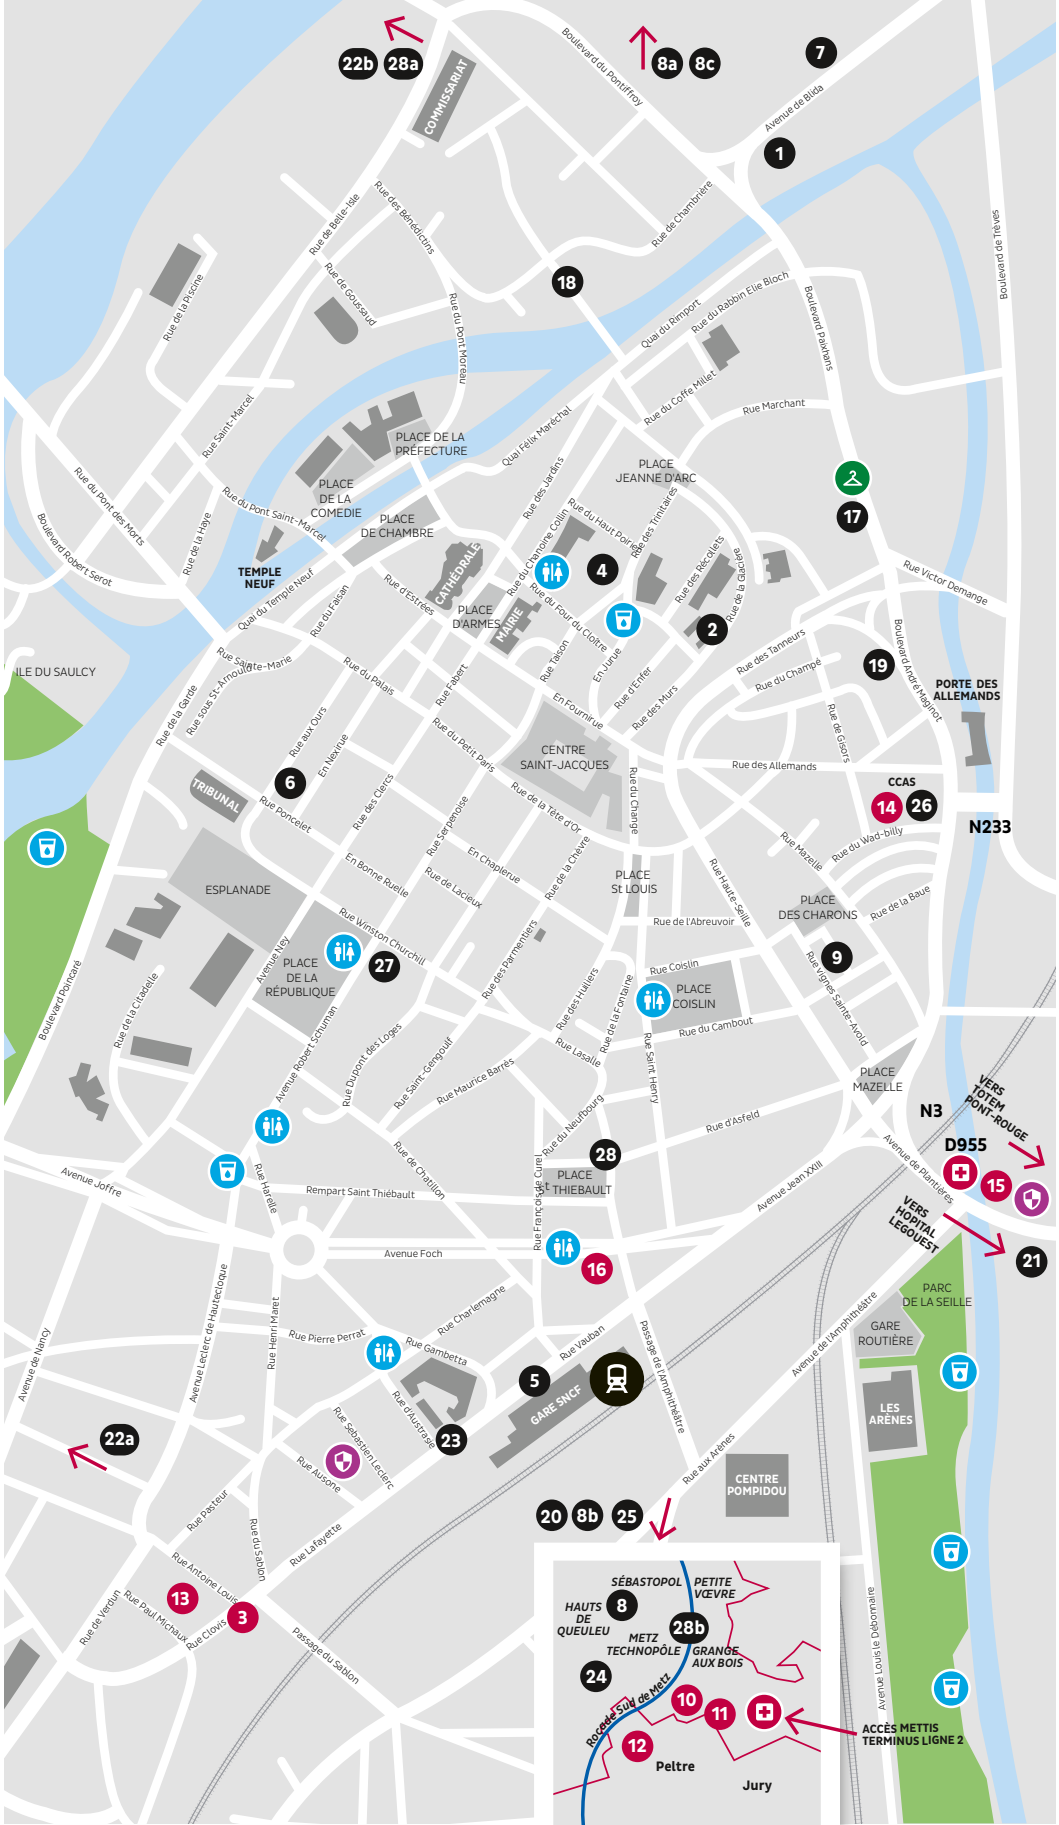 22b 28a
8a 8c
7
1
COMMISSARIAT
Boulevard du Pontiffroy
Avenue de Blida
Boulevard de Trèves
Rue de Chambrière
Rue de Belle-Isle
Rue des Bénédictins
Rue de Goussaud
Rue de la Piscine
18
Rue du Pont Moreau
Quai du Rimport
Rue du Rabbin Elie Bloch
Boulevard Paixhans
Rue du Coffe Millet
Rue Marchant
Rue Saint-Marcel
PLACE DE LA
PRÉFECTURE
Quai Félix Maréchal
PLACE
JEANNE D'ARC
PLACE
DE LA
COMEDIE
PLACE
DE CHAMBRE
Rue du Pont des Morts
Boulevard Robert Serot
Rue du Pont Saint-Marcel
Rue de la Haye
Rue des Jardins
Rue du Haut Poirier
Rue des Trinitaires
Rue du Chanoine Collin
17
TEMPLE
NEUF
Quai du Temple Neuf
Rue du Faisan
Rue d'Estrées
CATHÉDRALE
PLACE
D'ARMES
MAIRIE
4
Rue du Four du Cloître
Rue des Récollets
Rue de la Glacière
2
Rue Victor Demange
Boulevard André Maginot
19
PORTE DES
ALLEMANDS
Rue des Tanneurs
Rue du Champé
Rue de Gisors
ILE DU SAULCY
Rue Sainte-Marie
Rue sous St-Arnould
Rue de la Garde
Rue du Palais
Rue Fabert
Rue Taison
En Jurue
Rue d'Enfer
Rue des Murs
En Fournirue
Rue aux Ours
En Nexirue
Rue du Petit Paris
CENTRE
SAINT-JACQUES
Rue des Allemands
CCAS
14 26
N233
TRIBUNAL
6
Rue Poncelet
Rue des Clercs
Rue Serpenoise
Rue de la Tête d'Or
Rue du Change
Rue Mazelle
Rue du Wad-billy
En Bonne Ruelle
Rue de Lacieux
En Chaplerue
Rue de la Chèvre
PLACE
St LOUIS
Rue Haute-Seille
PLACE
DES CHARONS
Rue de la Baue
ESPLANADE
Rue Winston Churchill
Rue de l'Abreuvoir
Avenue Ney
PLACE
DE LA
RÉPUBLIQUE
27
Rue des Parmentiers
Rue Coislin
PLACE
COISLIN
9
Rue Vignes Sainte-Avold
Boulevard Poincaré
Rue de la Citadelle
Rue des Huiliers
Rue de la Fontaine
Rue du Cambout
Avenue Robert Schuman
Rue Dupont des Loges
Rue Saint-Gengoulf
Rue Maurice Barrès
Rue Lasalle
Rue Saint Henry
PLACE
MAZELLE
N3
VERS
TOTEM
PONT-ROUGE
D955
Rue du Neufbourg
Rue d'Asfeld
Avenue de Plantières
Rue de Chatillon
28
PLACE
St THIEBAULT
15
Avenue Joffre
Rue Harelle
Rempart Saint Thiébault
Rue François de Curel
Avenue Jean XXIII
VERS
HOPITAL
LEGOUEST
21
Avenue Foch
16
PARC
DE LA SEILLE
GARE
ROUTIÈRE
Avenue de Nancy
Avenue Leclerc de Hautecloque
Rue Henri Maret
Rue Pierre Perrat
Rue Gambetta
Rue Charlemagne
Rue Vauban
Passage de l'Amphithéâtre
Avenue de l'Amphithéâtre
5
GARE SNCF
LES
ARÈNES
22a
Rue d'Austrasie
23
Rue Sebastien Leclerc
Rue Ausone
Rue aux Arènes
CENTRE
POMPIDOU
Rue Pasteur
20 8b 25
Rue du Sablon
Rue Lafayette
Rue Antoine Louis
13
3
Rue Paul Michaux
Rue Clovis
Rue de Verdun
Passage du Sablon
Avenue Louis le Débonnaire
SÉBASTOPOL
PETITE
VŒVRE
HAUTS
DE
QUEULEU
8
28b
METZ
TECHNOPÔLE
GRANGE
AUX BOIS
24
Rocade Sud de Metz
10
11
12
Peltre
Jury
ACCÈS METTIS
TERMINUS LIGNE 2